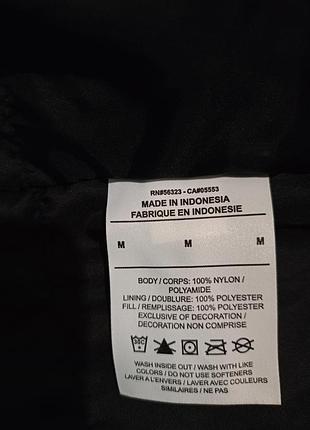 RN#56323 - CA#05553
MADE IN INDONESIA
FABRIQUE EN INDONESIE
M M M
BODY / CORPS: 100% NYLON /
POLYAMIDE
LINING / DOUBLURE: 100% POLYESTER
FILL / REMPLISSAGE: 100% POLYESTER
EXCLUSIVE OF DECORATION /
DECORATION NON COMPRISE
WASH INSIDE OUT / WASH WITH LIKE
COLORS / DO NOT USE SOFTENERS
LAVER A L'ENVERS / LAVER AVEC COULEURS
SIMILAIRES / NE PAS